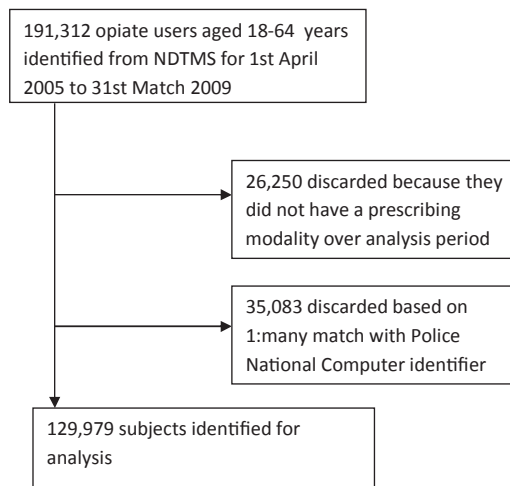 191,312 opiate users aged 18-64 years
identified from NDTMS for 1st April
2005 to 31st Match 2009
26,250 discarded because they
did not have a prescribing
modality over analysis period
35,083 discarded based on
1:many match with Police
National Computer identifier
129,979 subjects identified for
analysis